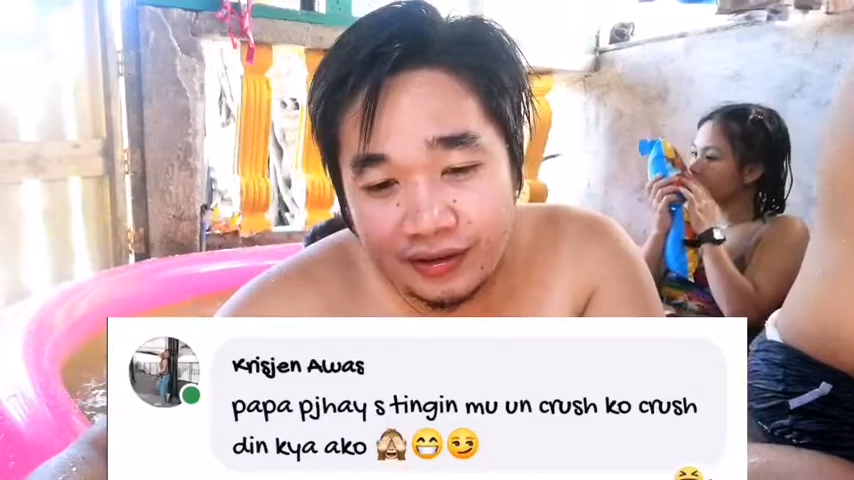 Krisjen Awas
papa pjhay s tingin mu un crush ko crush
din kya ako 🙈😁😏